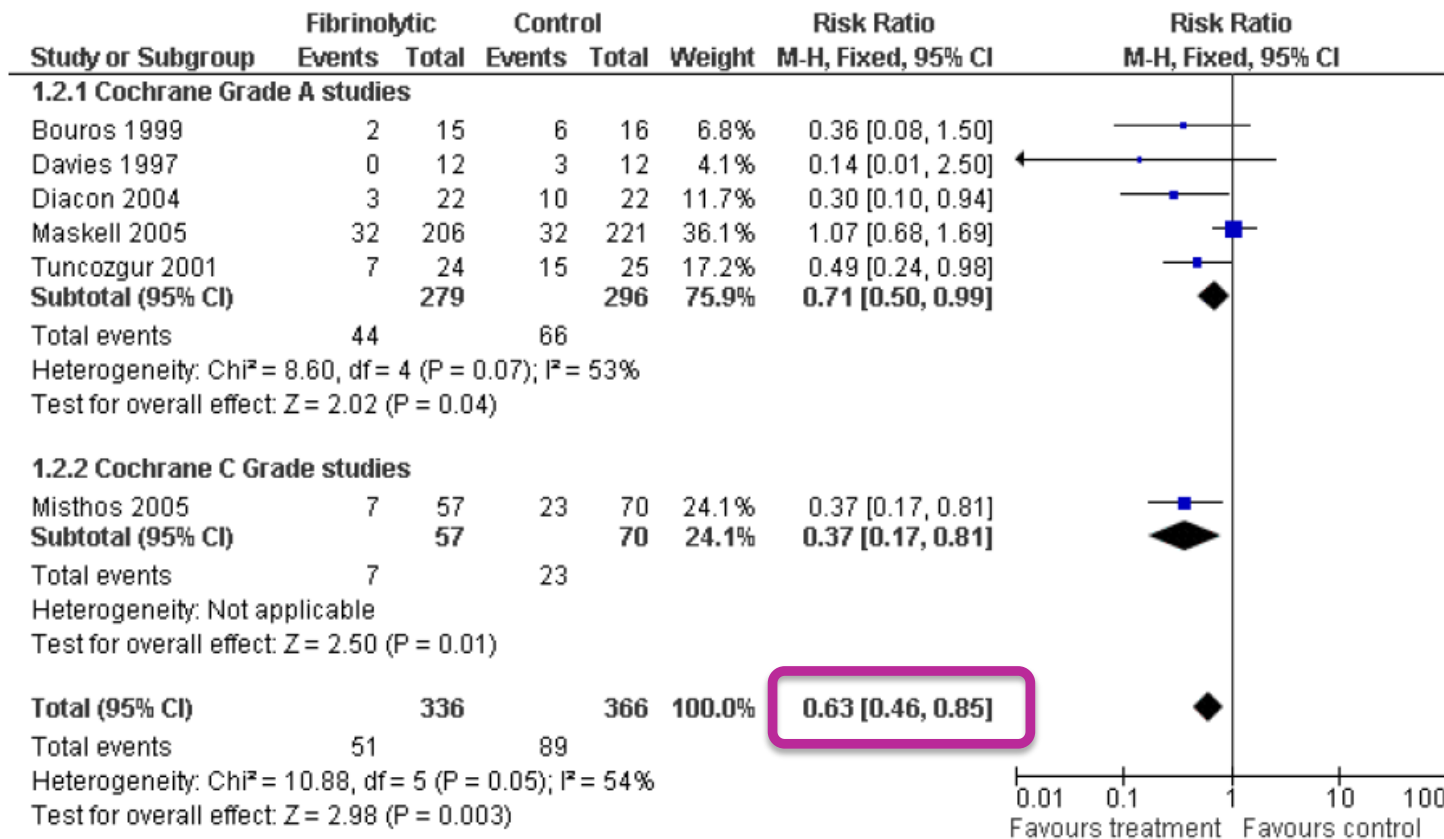 Fibrinolytic Control Risk Ratio Risk Ratio
Study or Subgroup Events Total Events Total Weight M-H, Fixed, 95% CI M-H, Fixed, 95% CI
1.2.1 Cochrane Grade A studies
Bouros 1999 2 15 6 16 6.8% 0.36 [0.08, 1.50]
Davies 1997 0 12 3 12 4.1% 0.14 [0.01, 2.50]
Diacon 2004 3 22 10 22 11.7% 0.30 [0.10, 0.94]
Maskell 2005 32 206 32 221 36.1% 1.07 [0.68, 1.69]
Tuncozgur 2001 7 24 15 25 17.2% 0.49 [0.24, 0.98]
Subtotal (95% CI) 279 296 75.9% 0.71 [0.50, 0.99]
Total events 44 66
Heterogeneity: Chi² = 8.60, df = 4 (P = 0.07); I² = 53%
Test for overall effect: Z = 2.02 (P = 0.04)
1.2.2 Cochrane C Grade studies
Misthos 2005 7 57 23 70 24.1% 0.37 [0.17, 0.81]
Subtotal (95% CI) 57 70 24.1% 0.37 [0.17, 0.81]
Total events 7 23
Heterogeneity: Not applicable
Test for overall effect: Z = 2.50 (P = 0.01)
Total (95% CI) 336 366 100.0% 0.63 [0.46, 0.85]
Total events 51 89
Heterogeneity: Chi² = 10.88, df = 5 (P = 0.05); I² = 54%
Test for overall effect: Z = 2.98 (P = 0.003)
0.01 0.1 1 10 100
Favours treatment Favours control